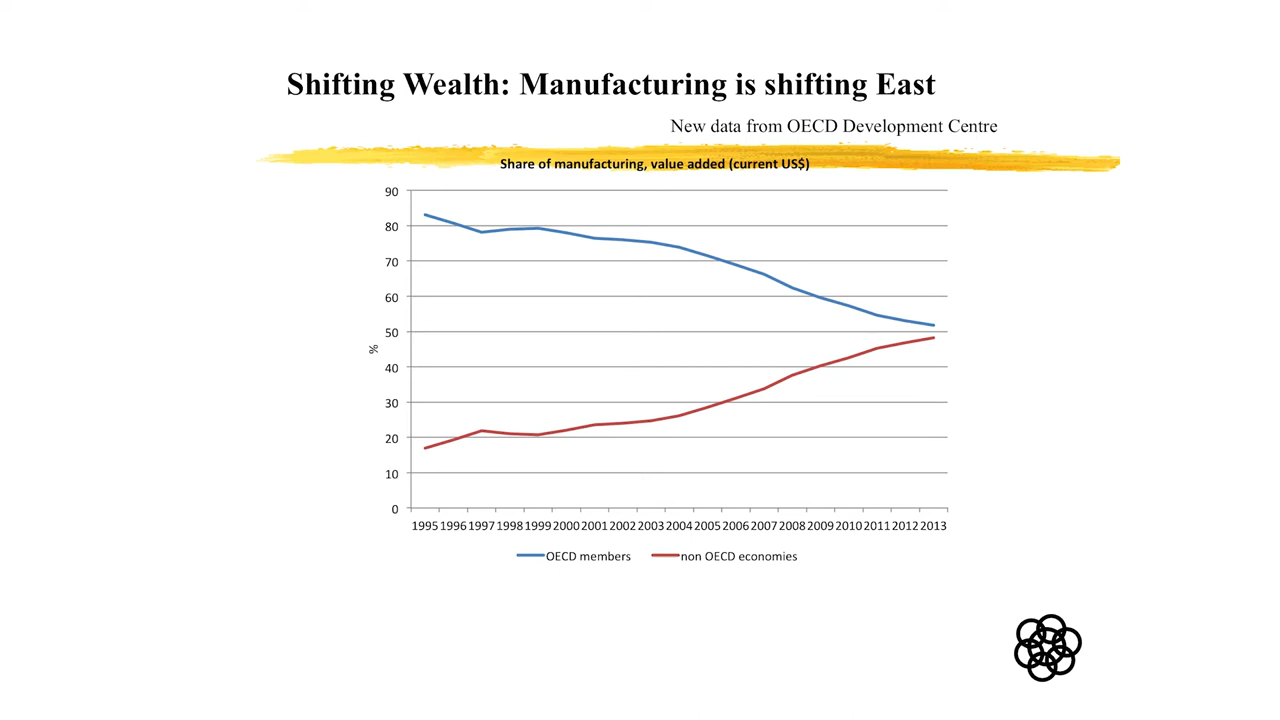 Shifting Wealth: Manufacturing is shifting East
New data from OECD Development Centre
Share of manufacturing, value added (current US$)
90
80
70
60
50
40
30
20
10
0
%
1995 1996 1997 1998 1999 2000 2001 2002 2003 2004 2005 2006 2007 2008 2009 2010 2011 2012 2013
OECD members non OECD economies